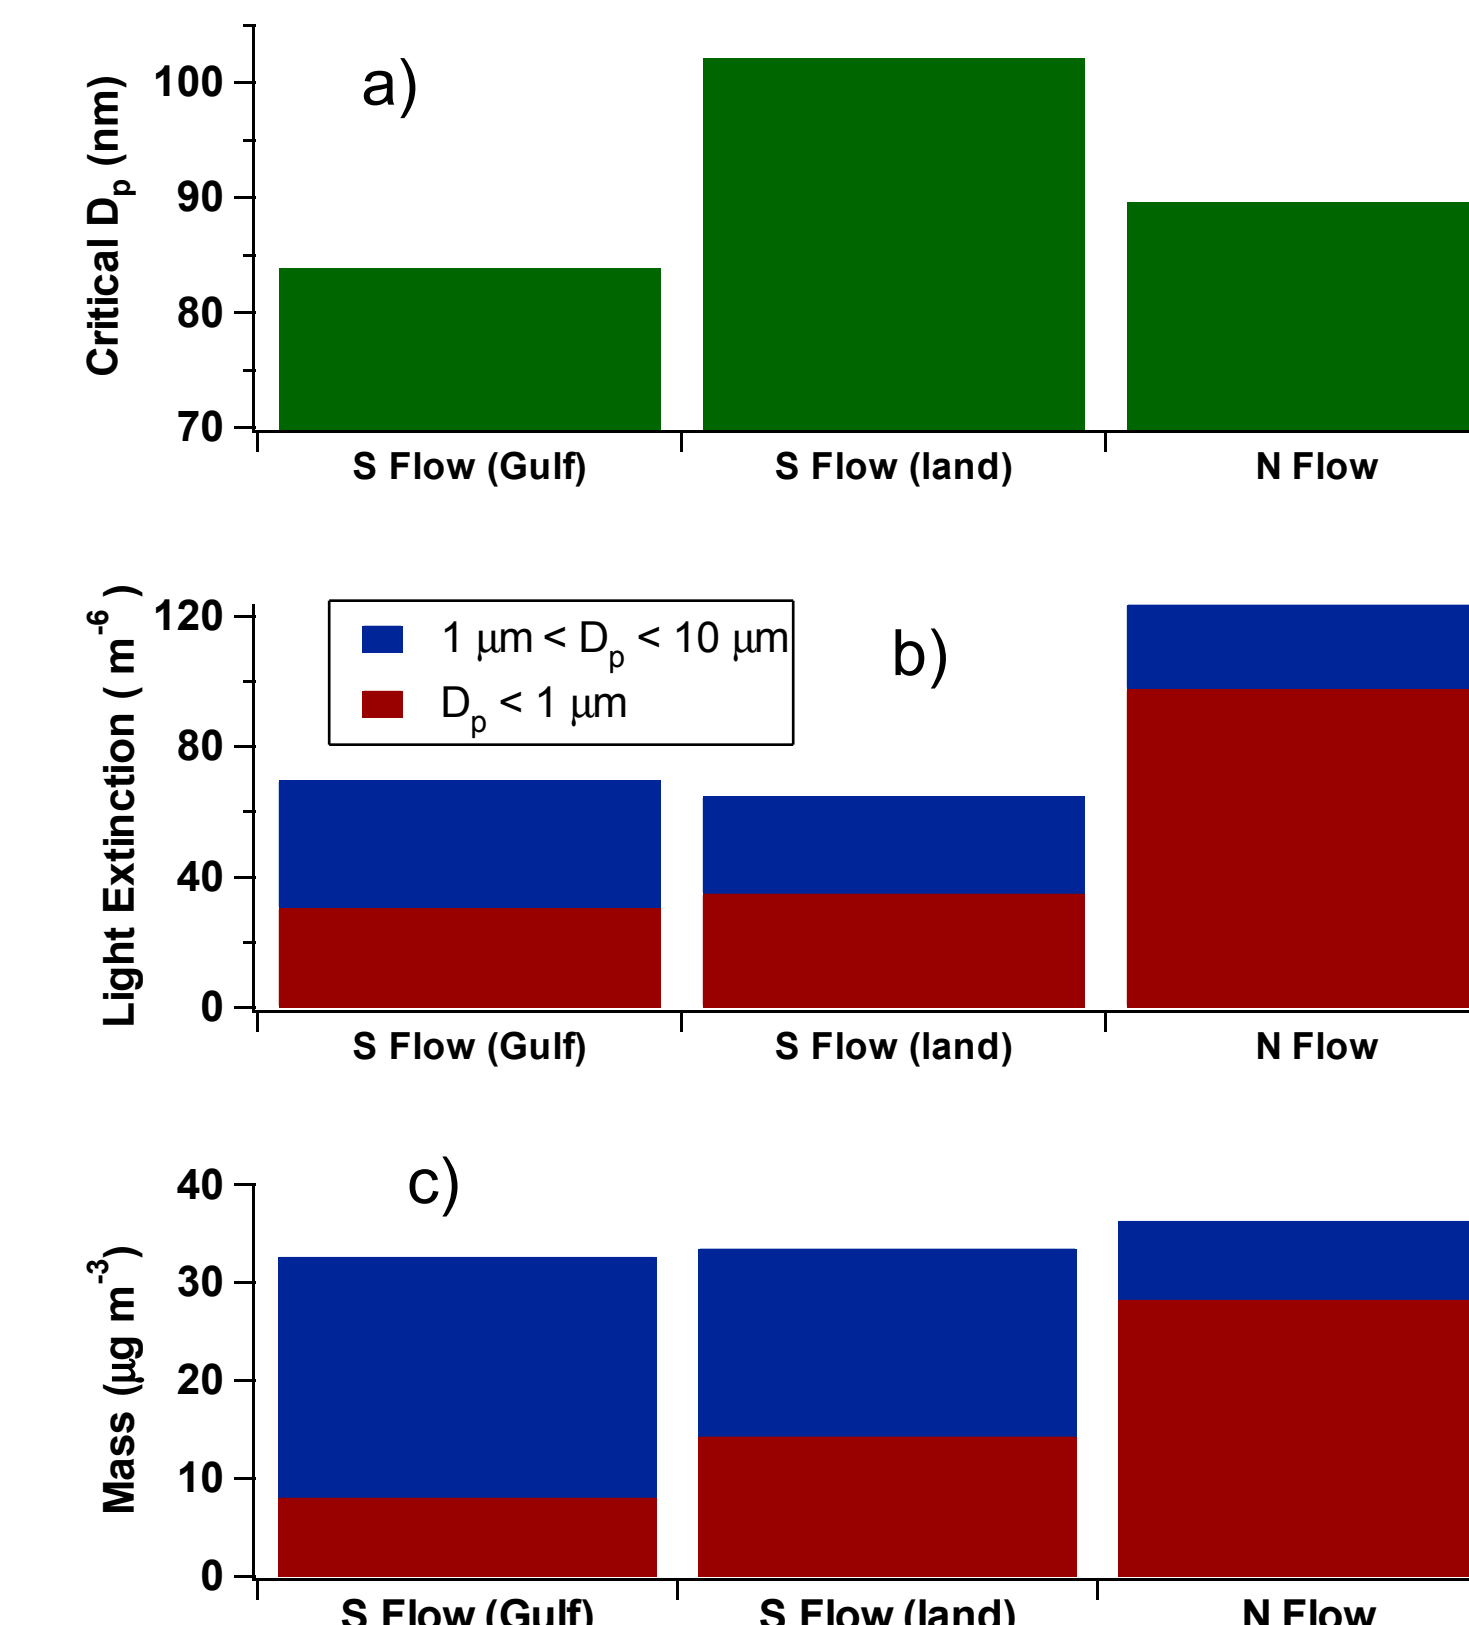 a)
Critical Dp (nm)
100
90
80
70
S Flow (Gulf) S Flow (land) N Flow
b)
Light Extinction ( m-6 )
1 μm < Dp < 10 μm
Dp < 1 μm
120
80
40
0
S Flow (Gulf) S Flow (land) N Flow
c)
Mass (μg m-3)
40
30
20
10
0
S Flow (Gulf) S Flow (land) N Flow